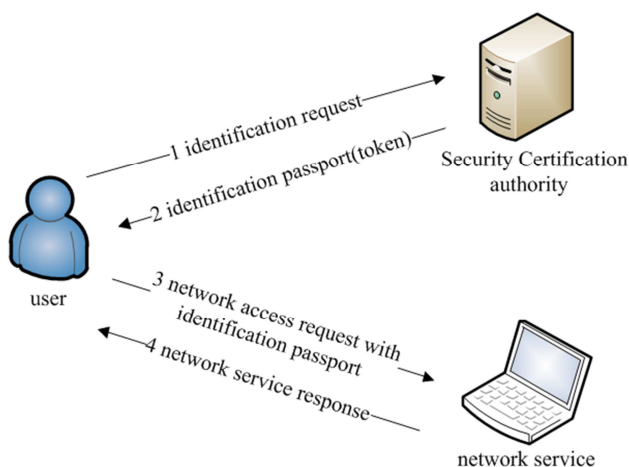 1 identification request
2 identification passport(token)
Security Certification
authority
user
3 network access request with
identification passport
4 network service response
network service